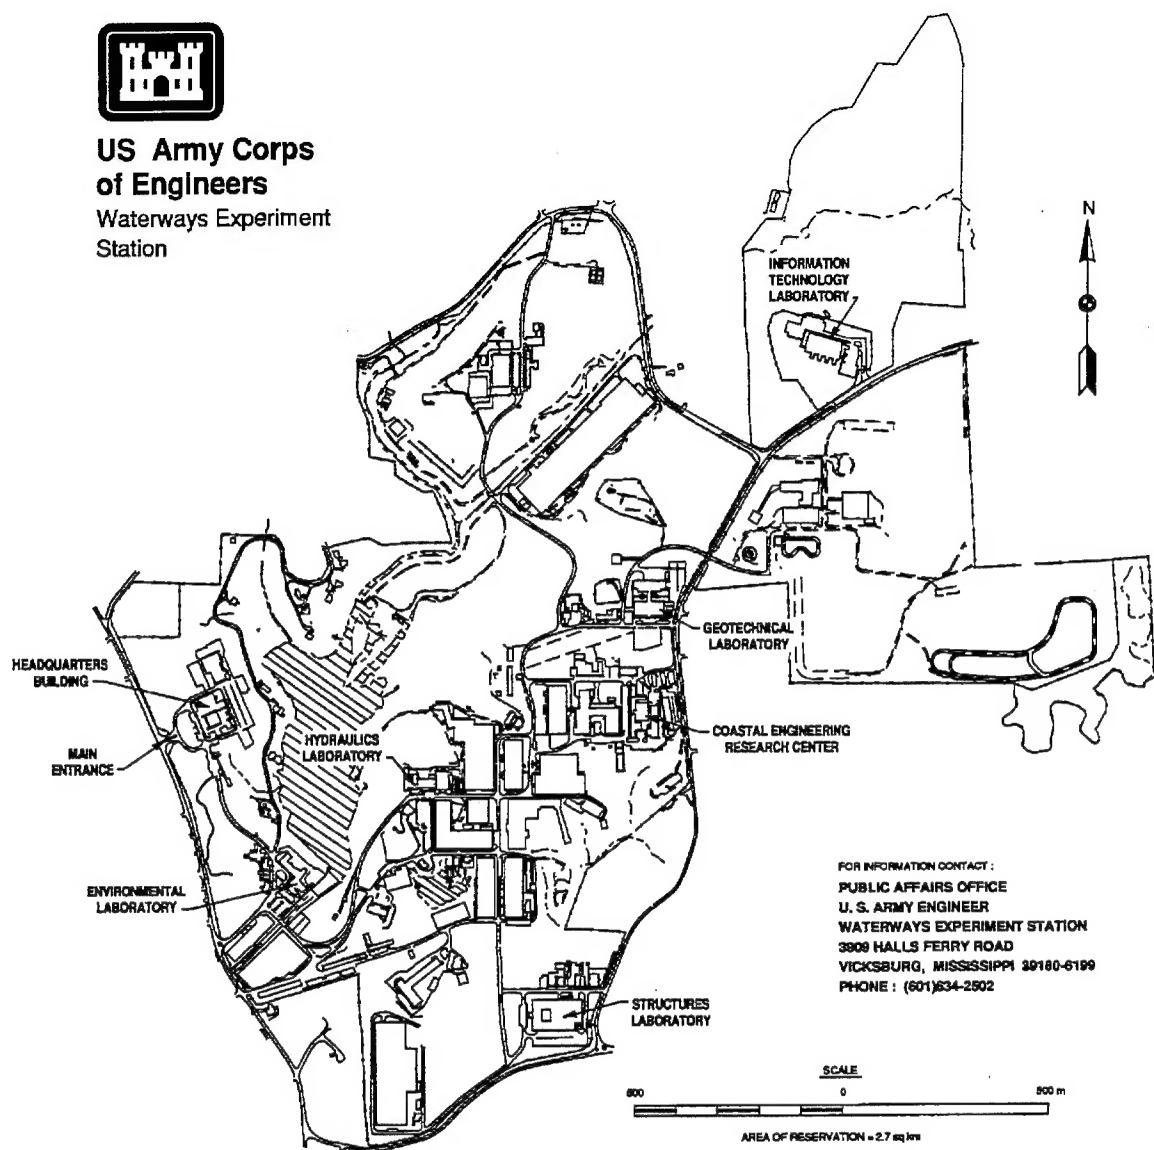 US Army Corps
of Engineers
Waterways Experiment
Station
N
INFORMATION
TECHNOLOGY
LABORATORY
GEOTECHNICAL
LABORATORY
HEADQUARTERS
BUILDING
HYDRAULICS
LABORATORY
COASTAL ENGINEERING
RESEARCH CENTER
MAIN
ENTRANCE
ENVIRONMENTAL
LABORATORY
STRUCTURES
LABORATORY
FOR INFORMATION CONTACT :
PUBLIC AFFAIRS OFFICE
U. S. ARMY ENGINEER
WATERWAYS EXPERIMENT STATION
3909 HALLS FERRY ROAD
VICKSBURG, MISSISSIPPI 39180-6199
PHONE : (601)634-2502
SCALE
500 0 500 m
AREA OF RESERVATION = 2.7 sq km